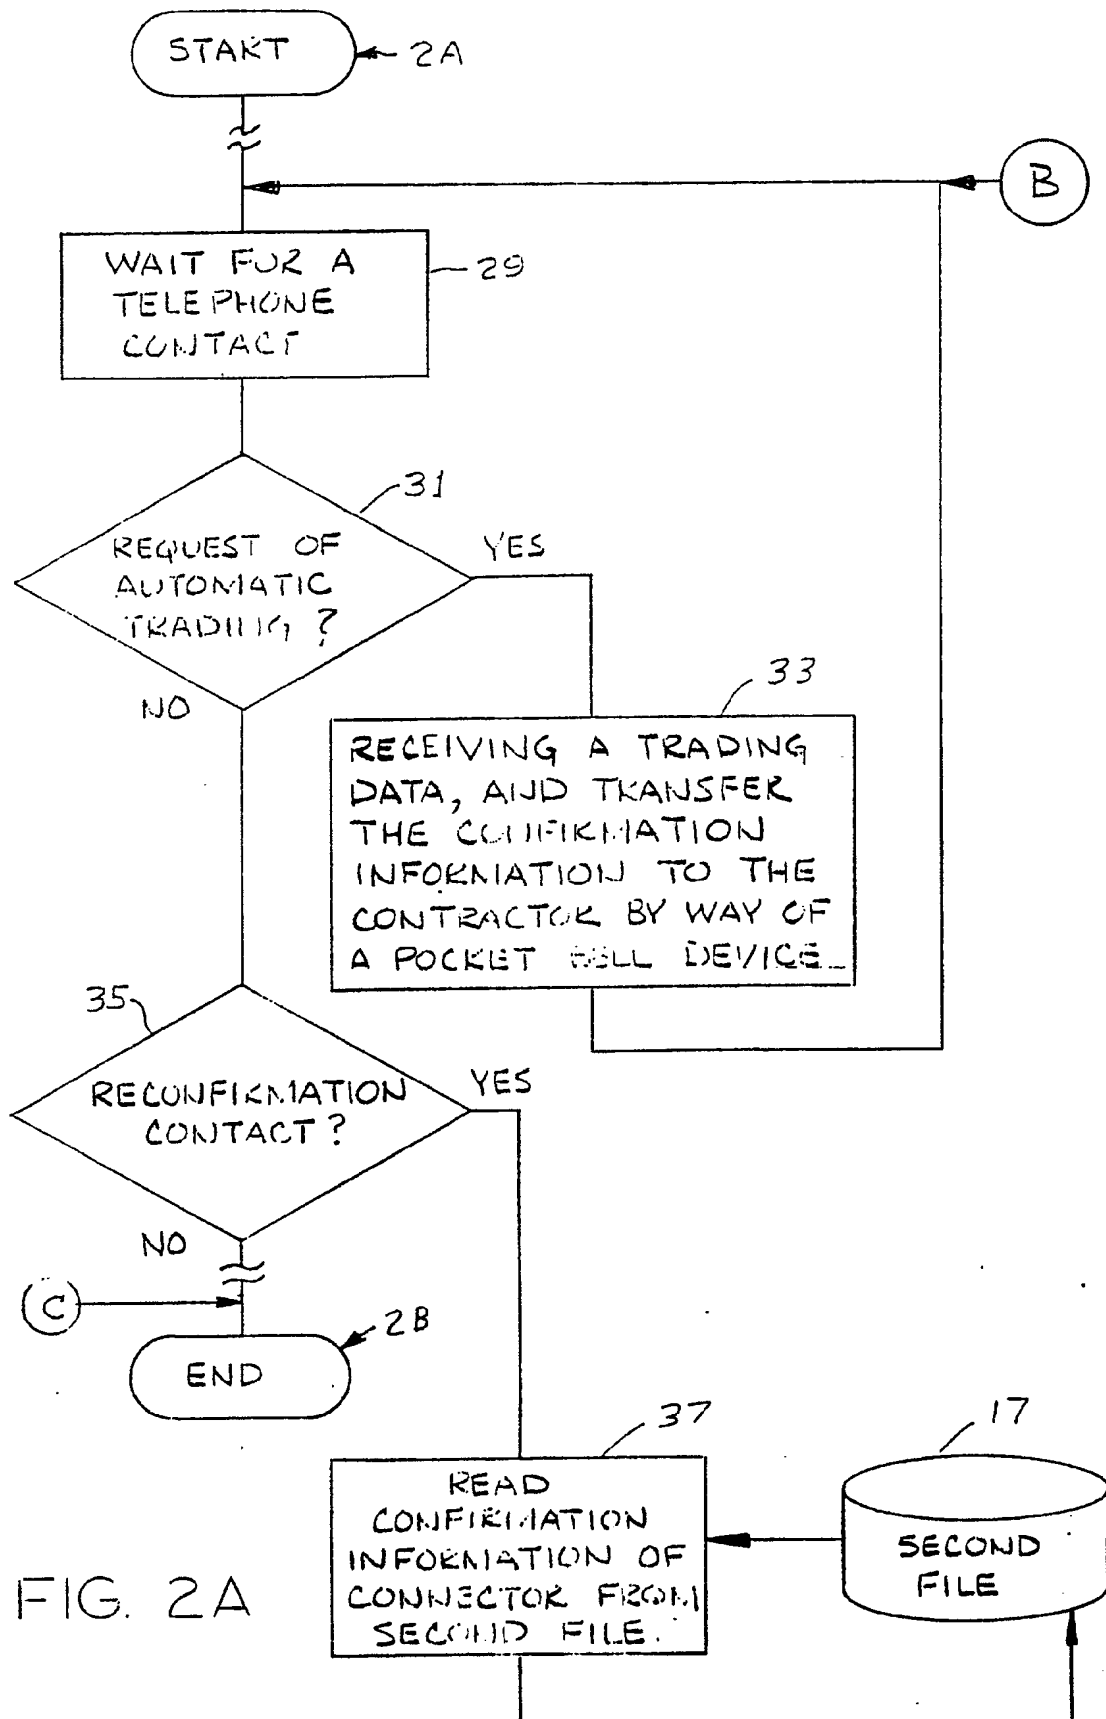 START
2A
B
WAIT FOR A
TELEPHONE
CONTACT
29
31
REQUEST OF
AUTOMATIC
TRADING?
YES
NO
33
RECEIVING A TRADING
DATA, AND TRANSFER
THE CONFIRMATION
INFORMATION TO THE
CONTRACTOR BY WAY OF
A POCKET BELL DEVICE.
35
RECONFIRMATION
CONTACT?
YES
NO
C
2B
END
37
17
READ
CONFIRMATION
INFORMATION OF
CONNECTOR FROM
SECOND FILE.
SECOND
FILE
FIG. 2A